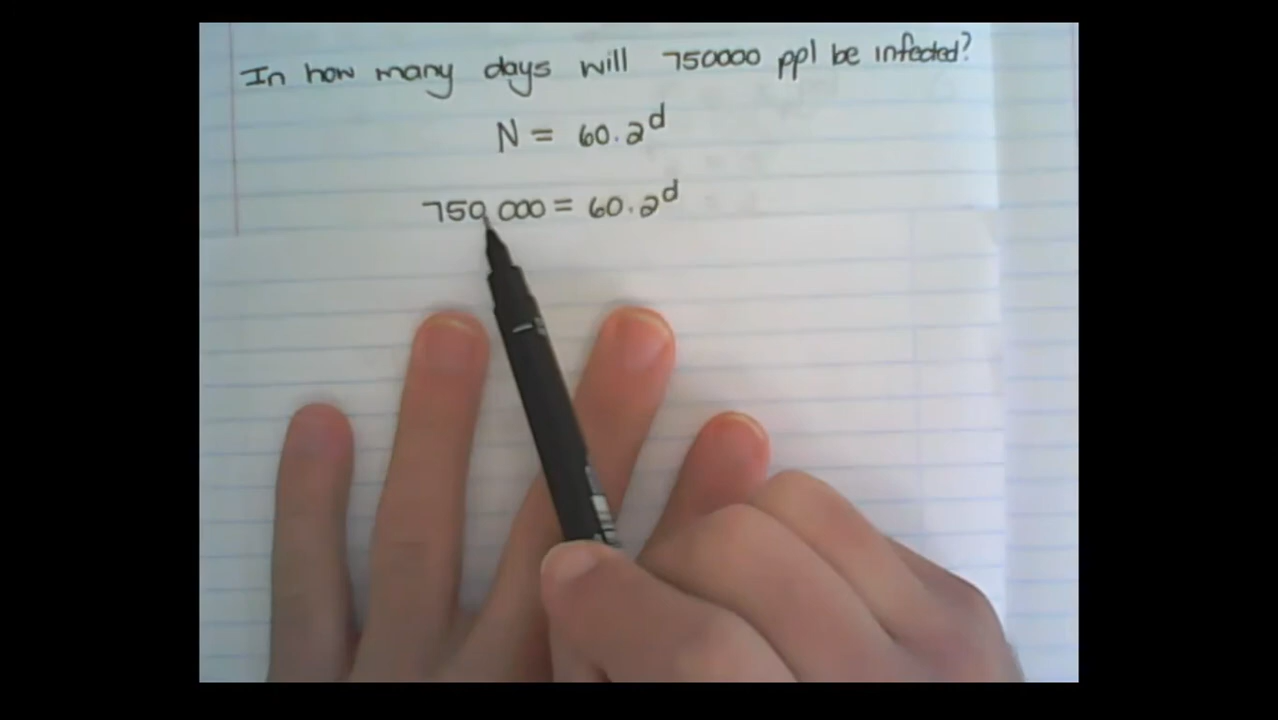 In how many days will 750000 ppl be infected?
N = 60.2^d
750 000 = 60.2^d